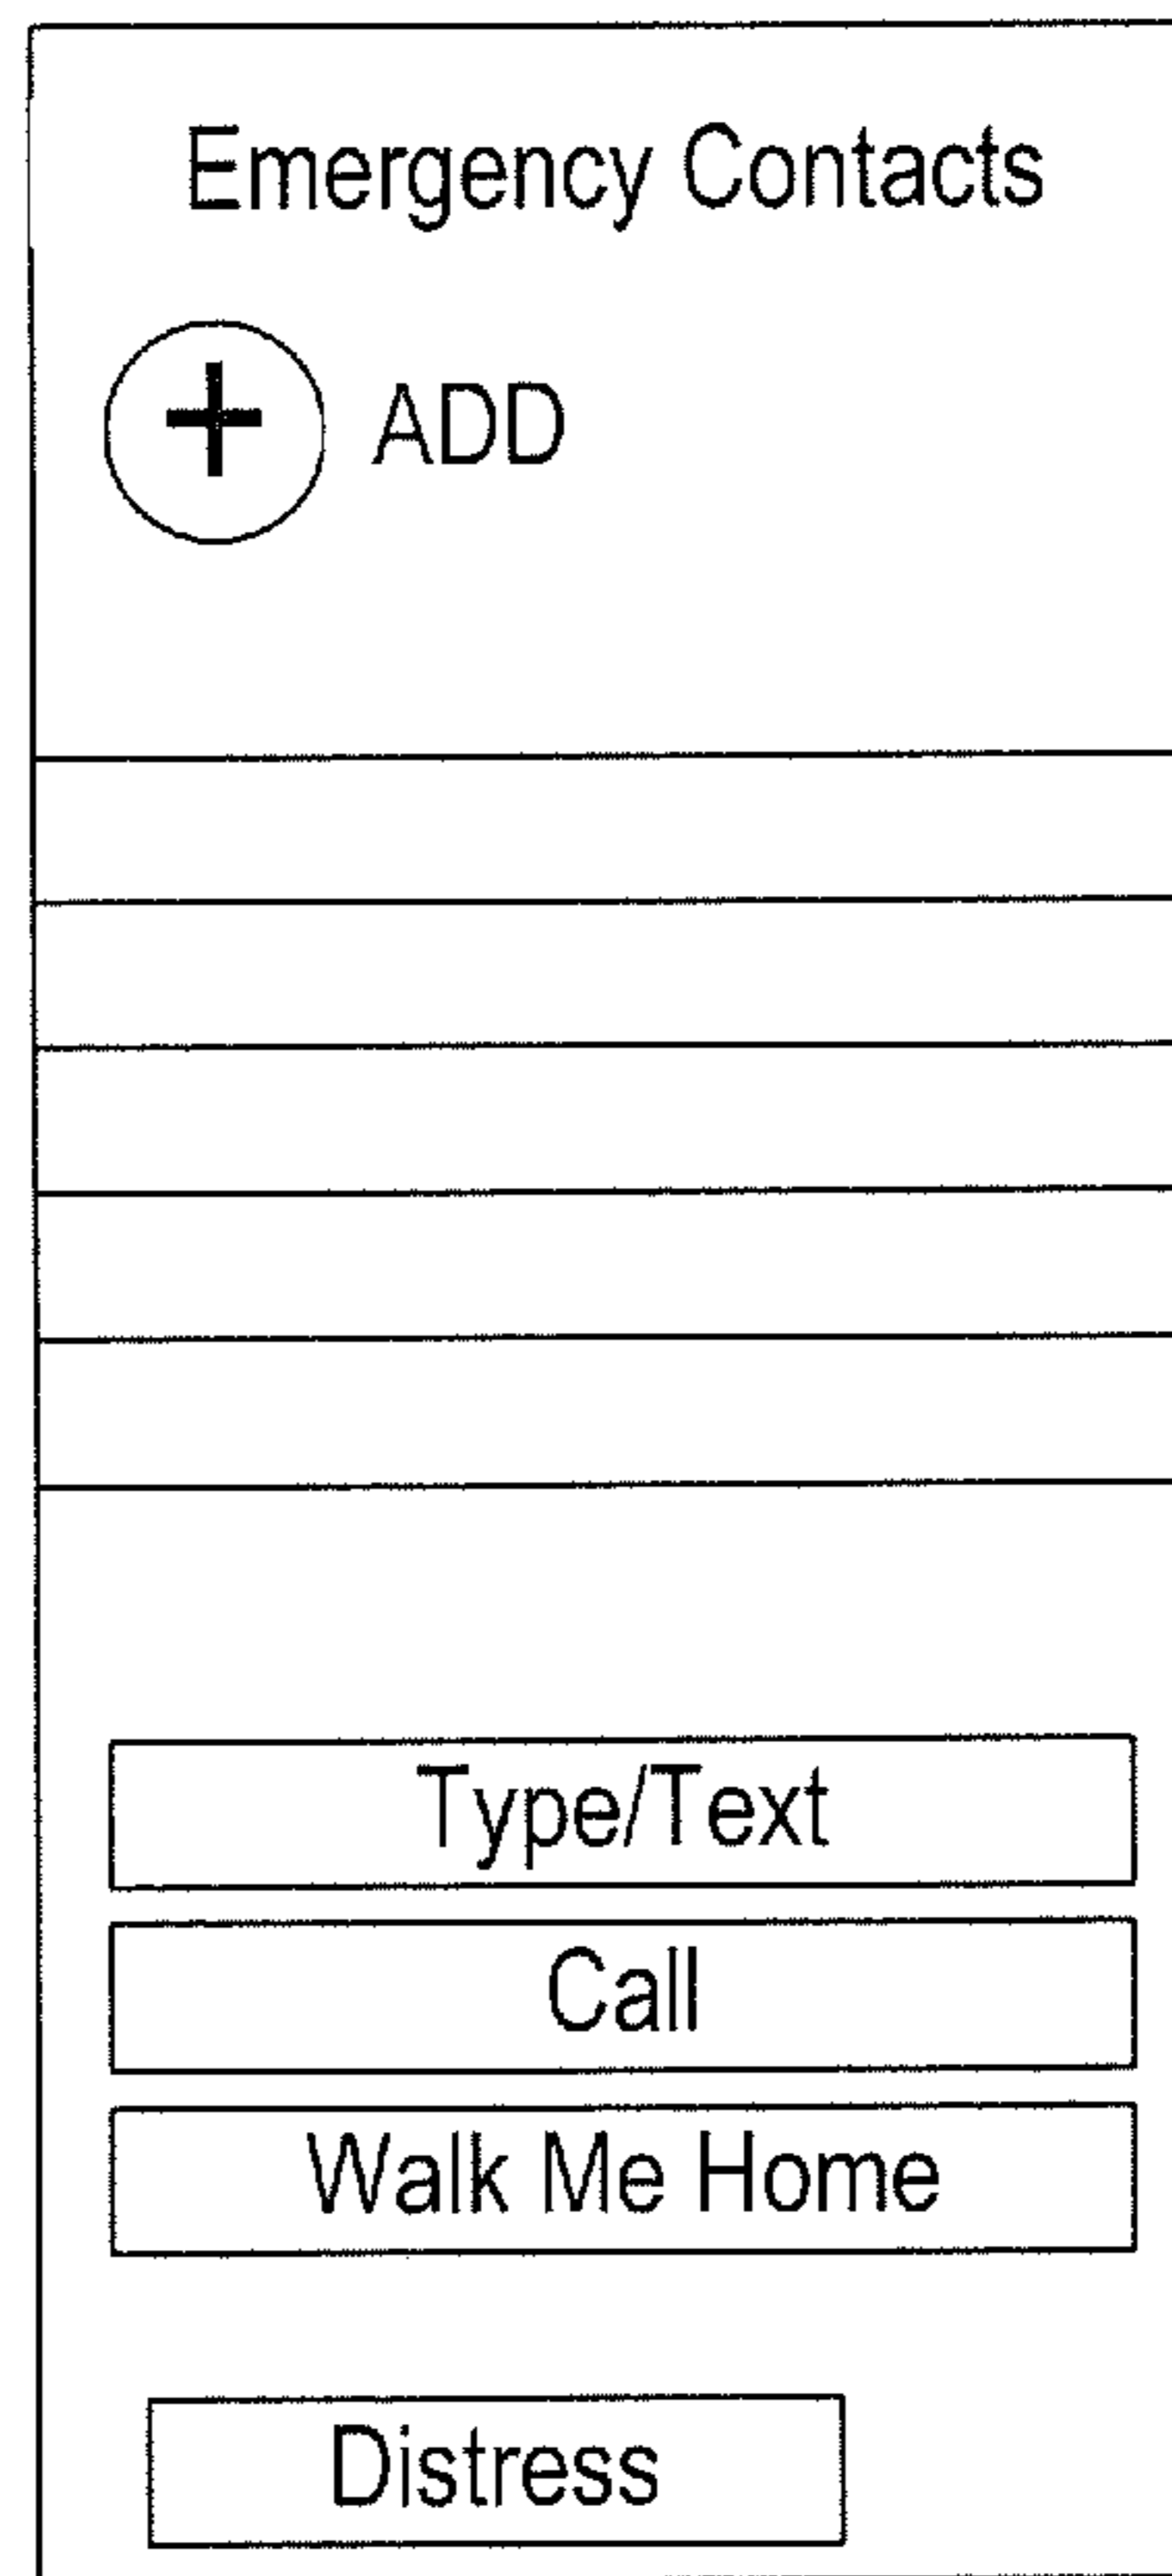 Emergency Contacts
+ ADD
Type/Text
Call
Walk Me Home
Distress